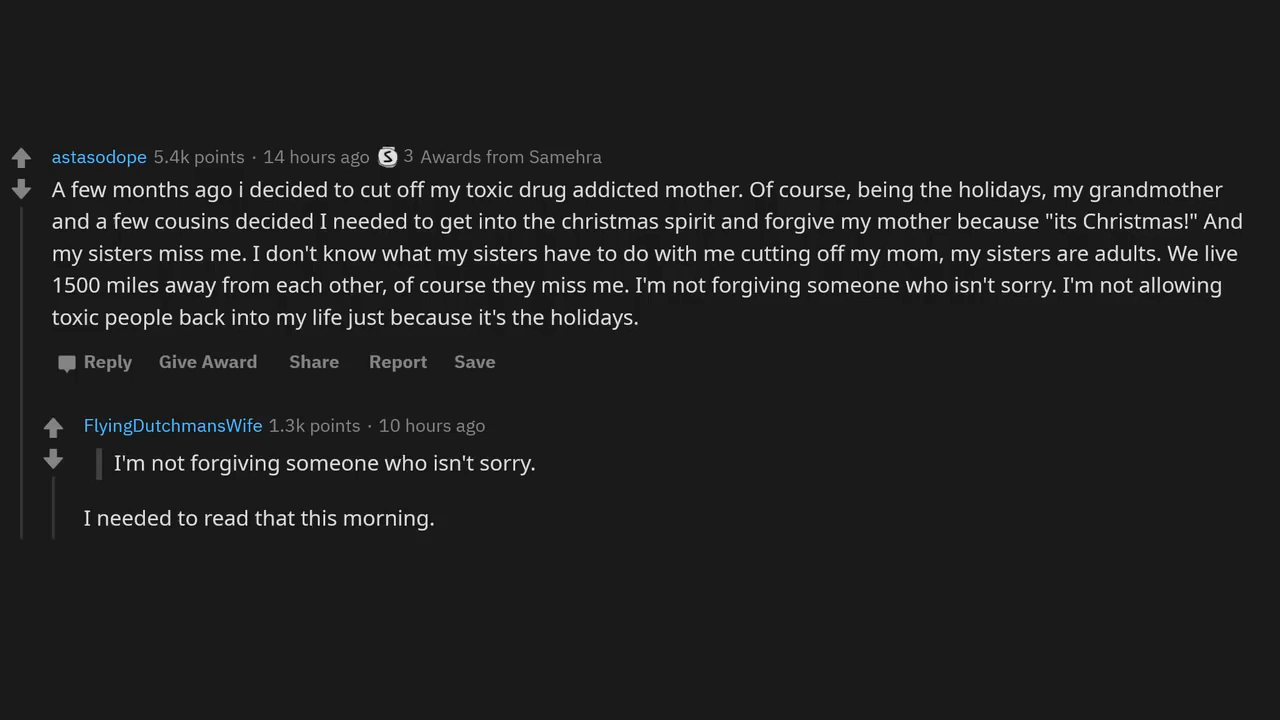 astasodope 5.4k points · 14 hours ago 3 Awards from Samehra
A few months ago i decided to cut off my toxic drug addicted mother. Of course, being the holidays, my grandmother
and a few cousins decided I needed to get into the christmas spirit and forgive my mother because "its Christmas!" And
my sisters miss me. I don't know what my sisters have to do with me cutting off my mom, my sisters are adults. We live
1500 miles away from each other, of course they miss me. I'm not forgiving someone who isn't sorry. I'm not allowing
toxic people back into my life just because it's the holidays.
Reply Give Award Share Report Save
FlyingDutchmansWife 1.3k points · 10 hours ago
I'm not forgiving someone who isn't sorry.
I needed to read that this morning.